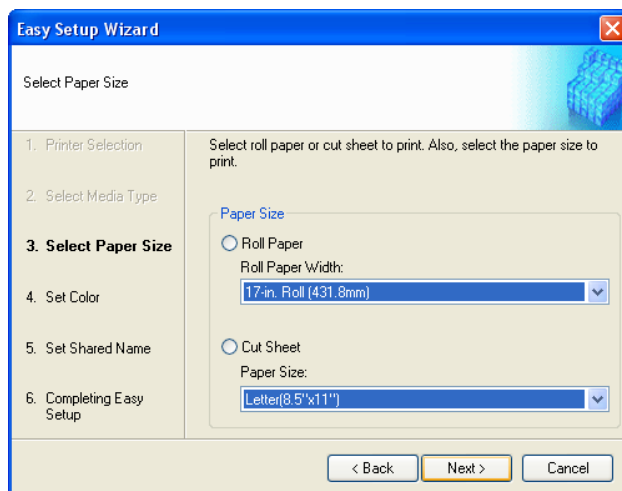 Easy Setup Wizard
Select Paper Size
1. Printer Selection
2. Select Media Type
3. Select Paper Size
4. Set Color
5. Set Shared Name
6. Completing Easy
Setup
Select roll paper or cut sheet to print. Also, select the paper size to
print.
Paper Size
Roll Paper
Roll Paper Width:
17-in. Roll (431.8mm)
Cut Sheet
Paper Size:
Letter(8.5"x11")
< Back
Next >
Cancel